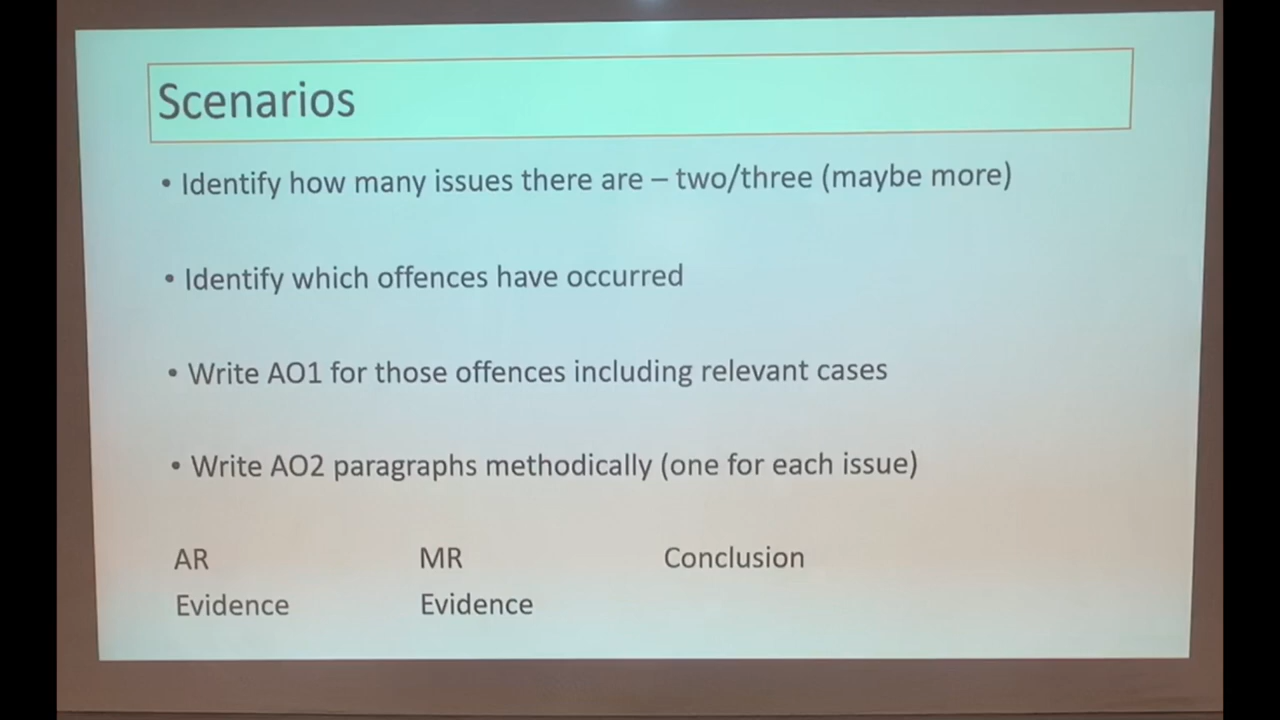 Scenarios
• Identify how many issues there are – two/three (maybe more)
• Identify which offences have occurred
• Write AO1 for those offences including relevant cases
• Write AO2 paragraphs methodically (one for each issue)
AR MR Conclusion
Evidence Evidence